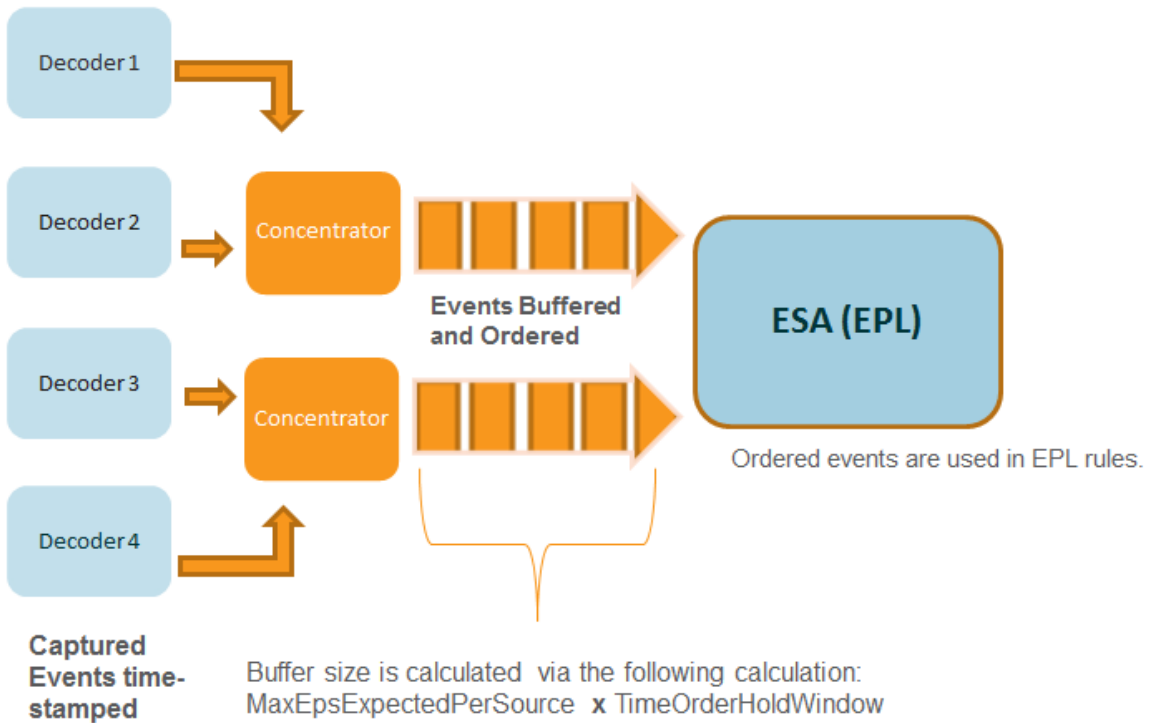 Decoder 1
Decoder 2
Concentrator
Events Buffered
and Ordered
ESA (EPL)
Decoder 3
Concentrator
Ordered events are used in EPL rules.
Decoder 4
Captured
Events time-
stamped
Buffer size is calculated via the following calculation:
MaxEpsExpectedPerSource x TimeOrderHoldWindow